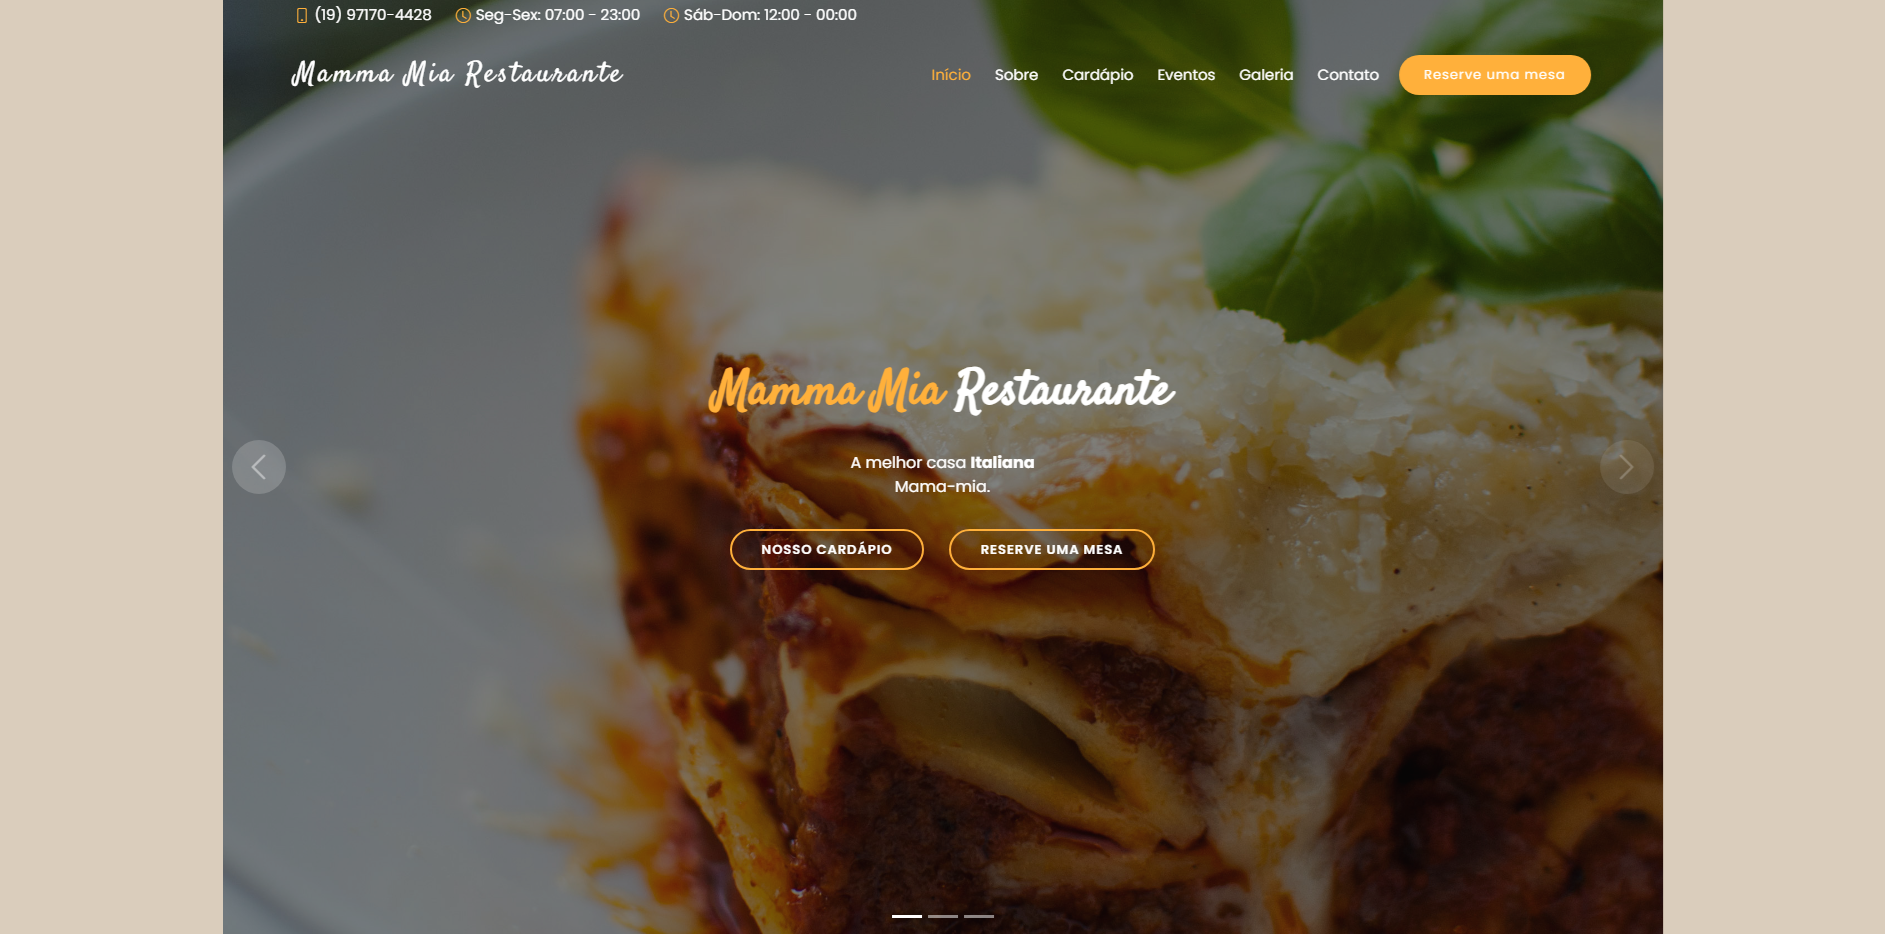 (19) 97170-4428 Seg-Sex: 07:00 - 23:00 Sáb-Dom: 12:00 - 00:00
Mamma Mia Restaurante Início Sobre Cardápio Eventos Galeria Contato Reserve uma mesa
Mamma Mia Restaurante
A melhor casa Italiana
Mama-mia.
NOSSO CARDÁPIO RESERVE UMA MESA